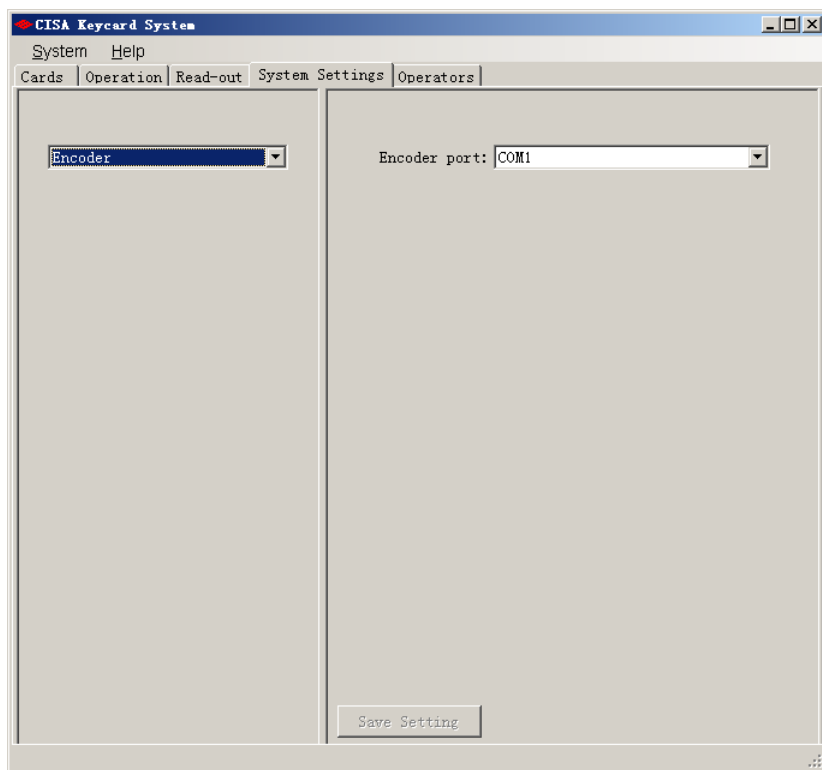 CISA Keycard System
System Help
Cards Operation Read-out System Settings Operators
Encoder Encoder port: COM1
Save Setting